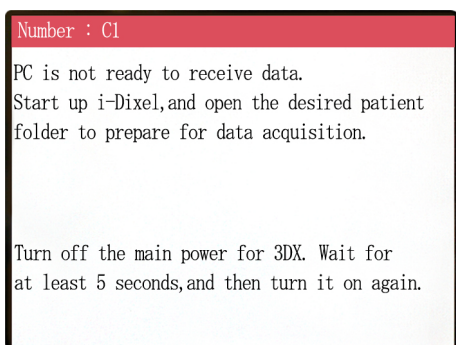 Number : C1
PC is not ready to receive data.
Start up i-Dixel,and open the desired patient
folder to prepare for data acquisition.
Turn off the main power for 3DX. Wait for
at least 5 seconds,and then turn it on again.